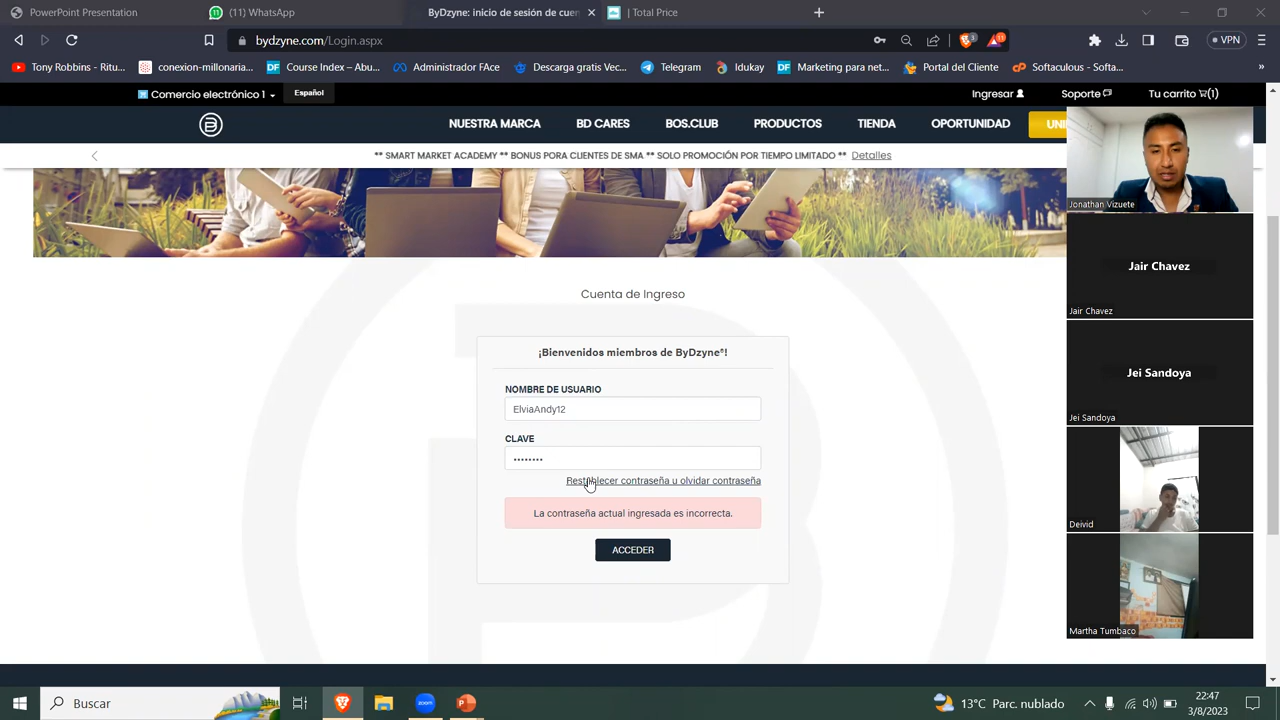 PowerPoint Presentation
(11) WhatsApp
ByDzyne: inicio de sesión de cuen
Total Price
bydzyne.com/Login.aspx
3
11
VPN
Tony Robbins - Ritu...
conexion-millonaria...
Course Index – Abu...
Administrador FAce
Descarga gratis Vec...
Telegram
Idukay
Marketing para net...
Portal del Cliente
Softaculous - Softa...
»
Comercio electrónico 1
Español
Ingresar
Soporte
Tu carrito (1)
NUESTRA MARCA
BD CARES
BOS.CLUB
PRODUCTOS
TIENDA
OPORTUNIDAD
** SMART MARKET ACADEMY ** BONUS PORA CLIENTES DE SMA ** SOLO PROMOCIÓN POR TIEMPO LIMITADO ** Detalles
Cuenta de Ingreso
¡Bienvenidos miembros de ByDzyne®!
NOMBRE DE USUARIO
ElviaAndy12
CLAVE
••••••••
Restablecer contraseña u olvidar contraseña
La contraseña actual ingresada es incorrecta.
ACCEDER
Jonathan Vizuete
Jair Chavez
Jair Chavez
Jei Sandoya
Jei Sandoya
Deivid
Martha Tumbaco
Buscar
zoom
13°C Parc. nublado
22:47
3/8/2023